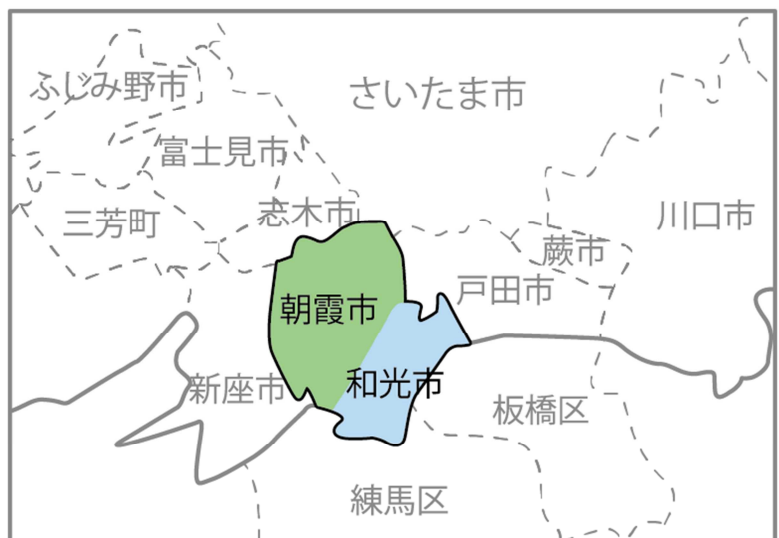 ふじみ野市
さいたま市
富士見市
志木市
三芳町
川口市
蕨市
戸田市
朝霞市
新座市
和光市
板橋区
練馬区